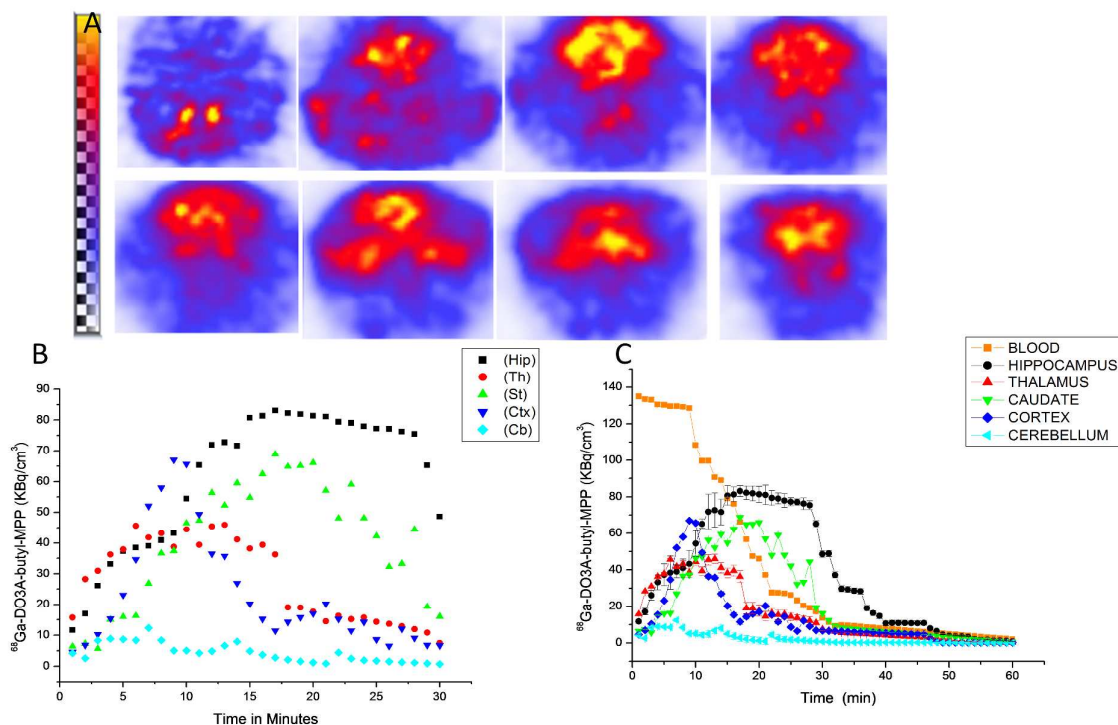 A
B
(Hip)
(Th)
(St)
(Ctx)
(Cb)
90
80
70
60
50
40
30
20
10
0
⁶⁸Ga-DO3A-butyl-MPP (KBq/cm³)
0 5 10 15 20 25 30
Time in Minutes
C
BLOOD
HIPPOCAMPUS
THALAMUS
CAUDATE
CORTEX
CEREBELLUM
140
120
100
80
60
40
20
0
⁶⁸Ga-DO3A-butyl-MPP (KBq/cm³)
0 10 20 30 40 50 60
Time (min)